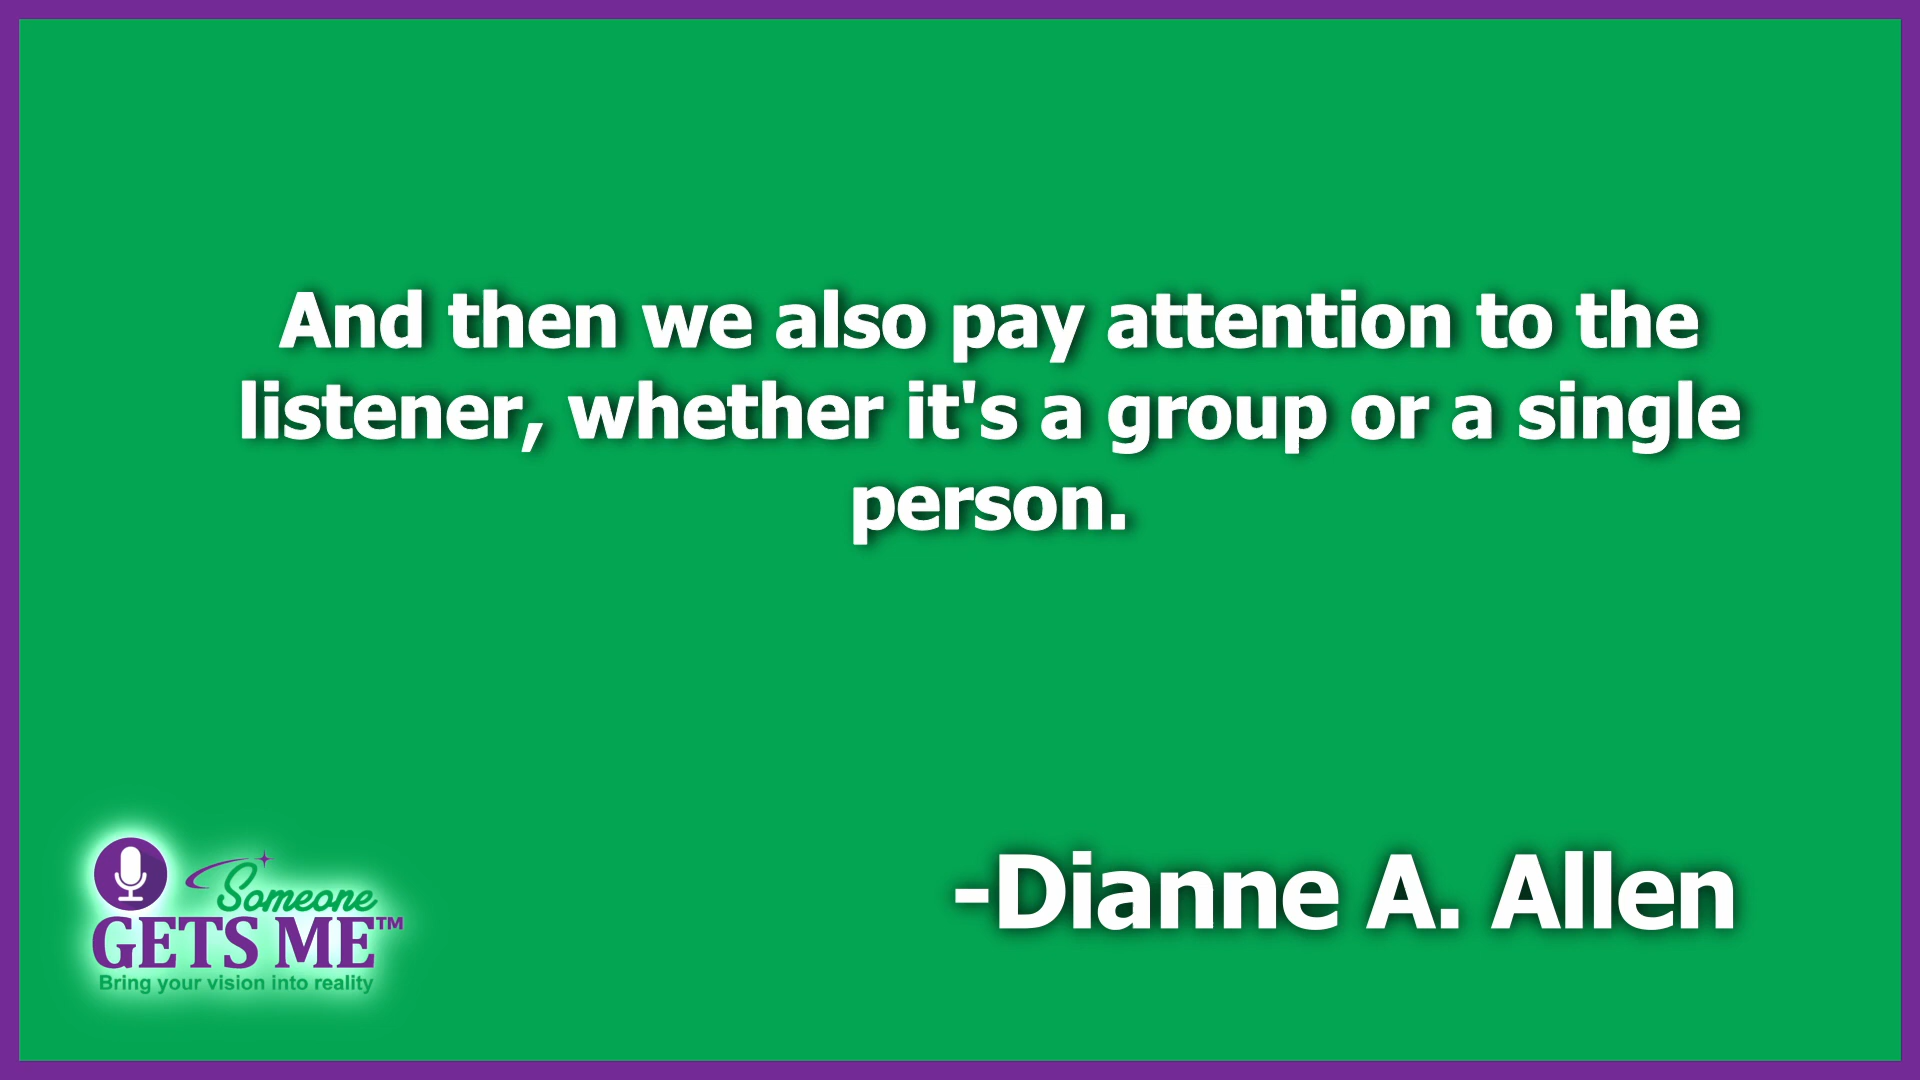 And then we also pay attention to the
listener, whether it's a group or a single
person.
-Dianne A. Allen
Someone
GETS ME™
Bring your vision into reality